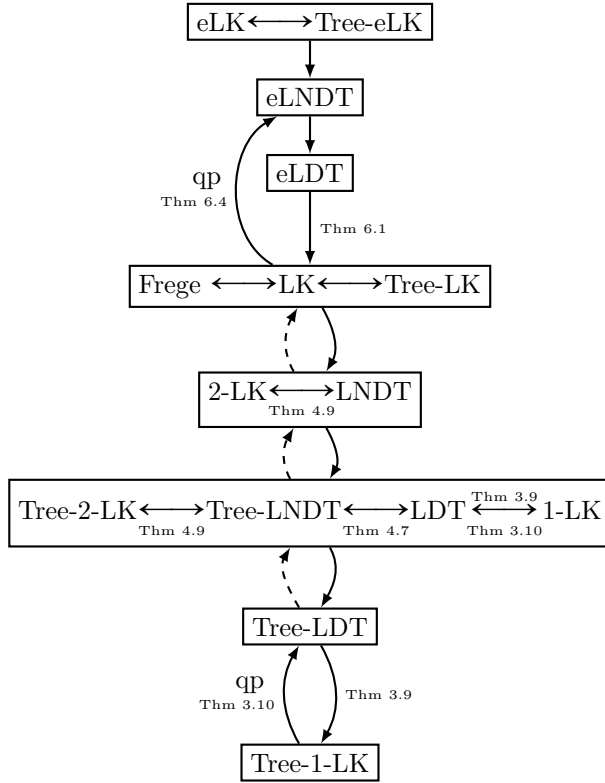 eLK Tree-eLK
eLNDT
eLDT
qp
Thm 6.4
Thm 6.1
Frege LK Tree-LK
2-LK LNDT
Thm 4.9
Thm 3.9
Tree-2-LK Tree-LNDT LDT 1-LK
Thm 4.9 Thm 4.7 Thm 3.10
Tree-LDT
qp
Thm 3.10 Thm 3.9
Tree-1-LK